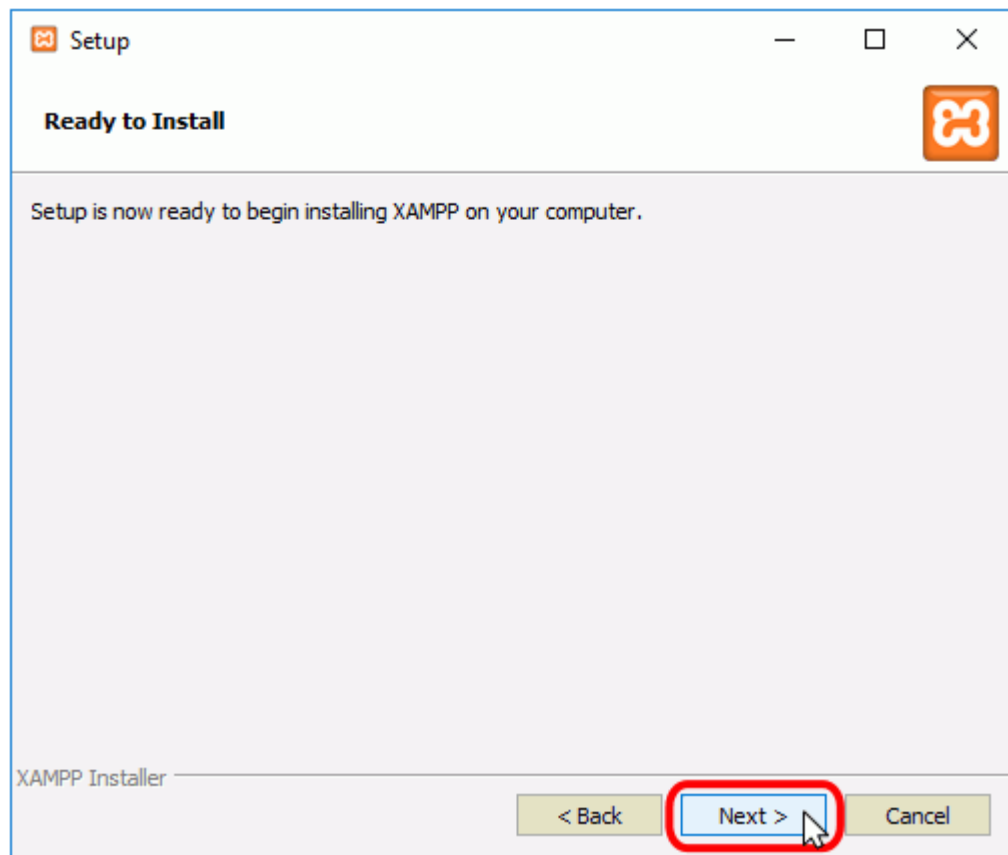 Setup
Ready to Install
Setup is now ready to begin installing XAMPP on your computer.
XAMPP Installer
< Back Next > Cancel